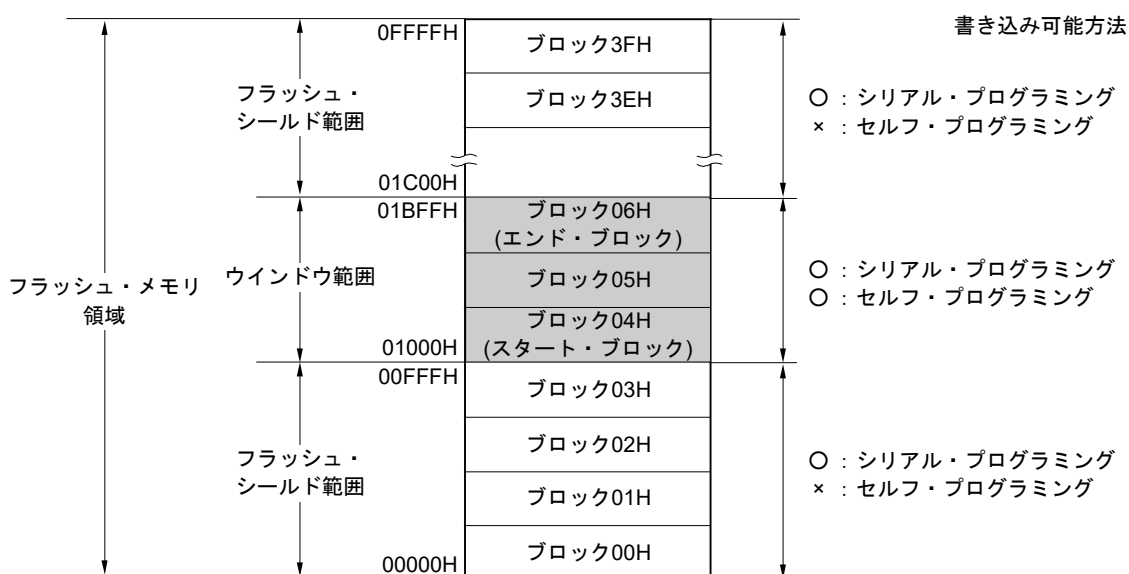 書き込み可能方法
0FFFFH
ブロック3FH
ブロック3EH
フラッシュ・
シールド範囲
○ : シリアル・プログラミング
× : セルフ・プログラミング
01C00H
01BFFH
ブロック06H
(エンド・ブロック)
ブロック05H
ブロック04H
(スタート・ブロック)
フラッシュ・メモリ
領域
ウインドウ範囲
○ : シリアル・プログラミング
○ : セルフ・プログラミング
01000H
00FFFH
ブロック03H
ブロック02H
ブロック01H
ブロック00H
フラッシュ・
シールド範囲
○ : シリアル・プログラミング
× : セルフ・プログラミング
00000H